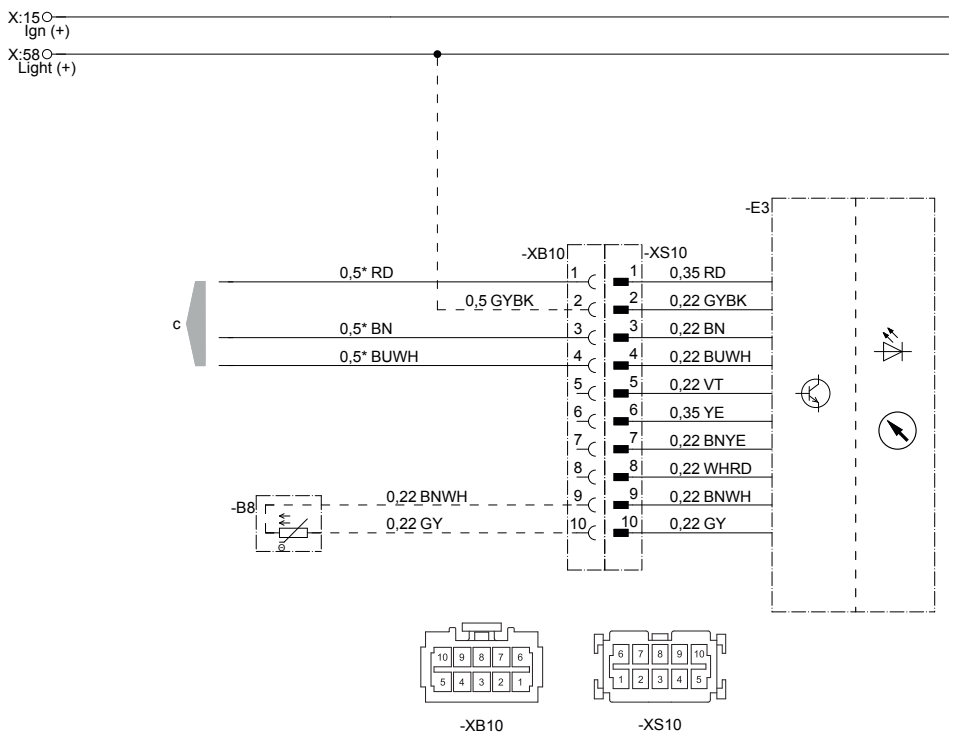 X:15
Ign (+)
X:58
Light (+)
-E3
-XB10 -XS10
0,5* RD 1 1 0,35 RD
0,5 GYBK 2 2 0,22 GYBK
c
0,5* BN 3 3 0,22 BN
0,5* BUWH 4 4 0,22 BUWH
5 5 0,22 VT
6 6 0,35 YE
7 7 0,22 BNYE
8 8 0,22 WHRD
-B8 0,22 BNWH 9 9 0,22 BNWH
0,22 GY 10 10 0,22 GY
Θ
10 9 8 7 6
5 4 3 2 1
-XB10
6 7 8 9 10
1 2 3 4 5
-XS10